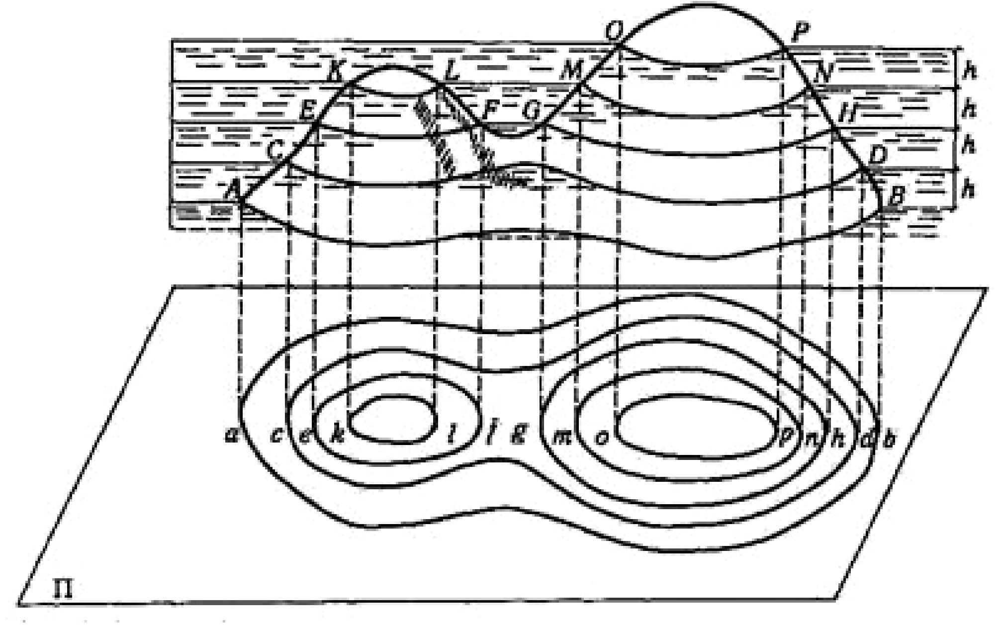 O P
K L M N h
E F G H h
C D h
A B h
a c e k l f g m o p n h d b
П